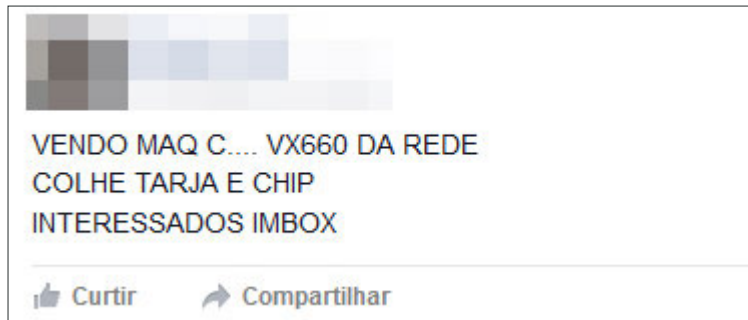 VENDO MAQ C.... VX660 DA REDE
COLHE TARJA E CHIP
INTERESSADOS IMBOX
Curtir Compartilhar